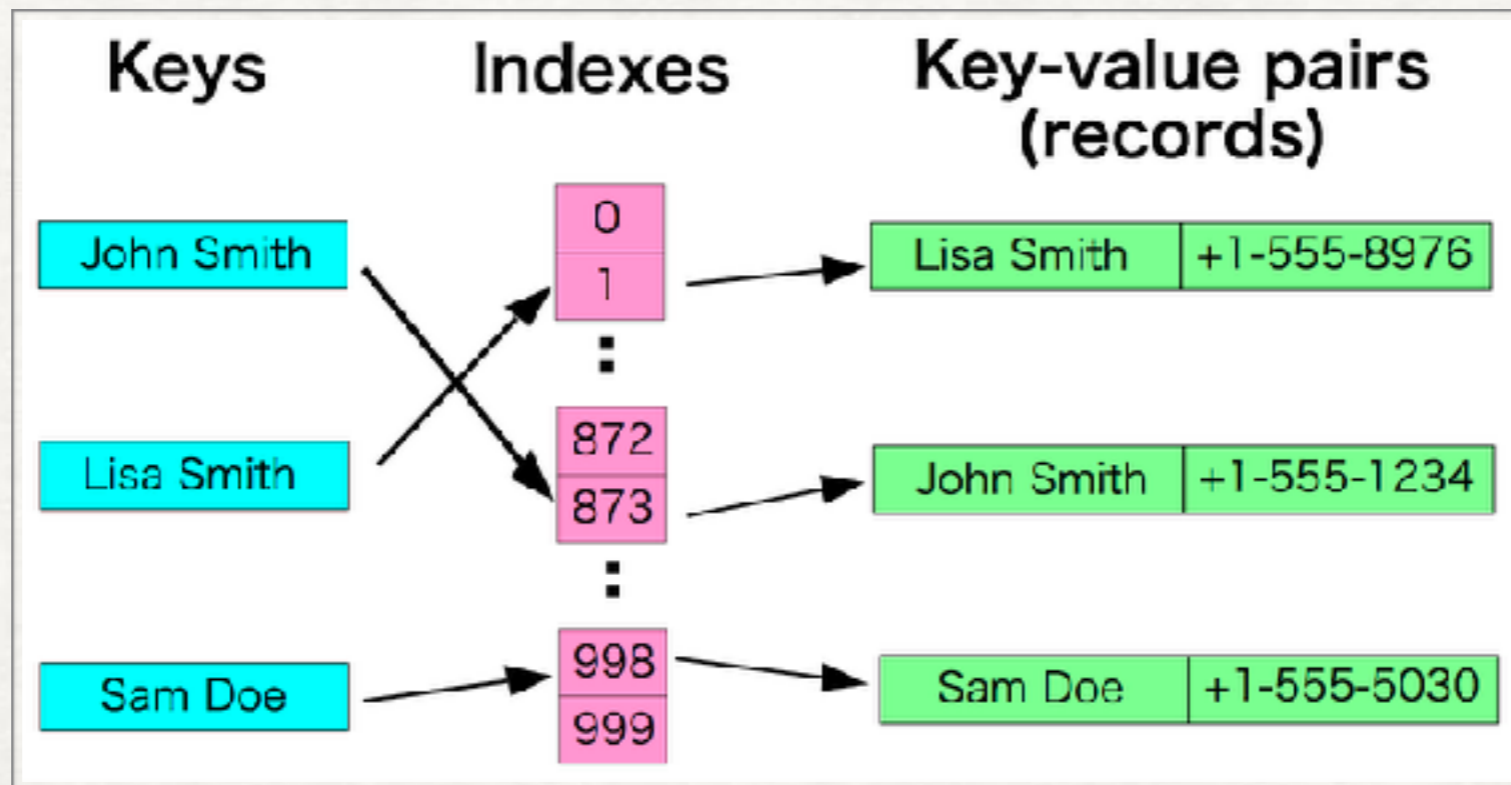 Keys
Indexes
Key-value pairs
(records)
0
John Smith
Lisa Smith +1-555-8976
1
:
872
Lisa Smith
John Smith +1-555-1234
873
:
998
Sam Doe
Sam Doe +1-555-5030
999